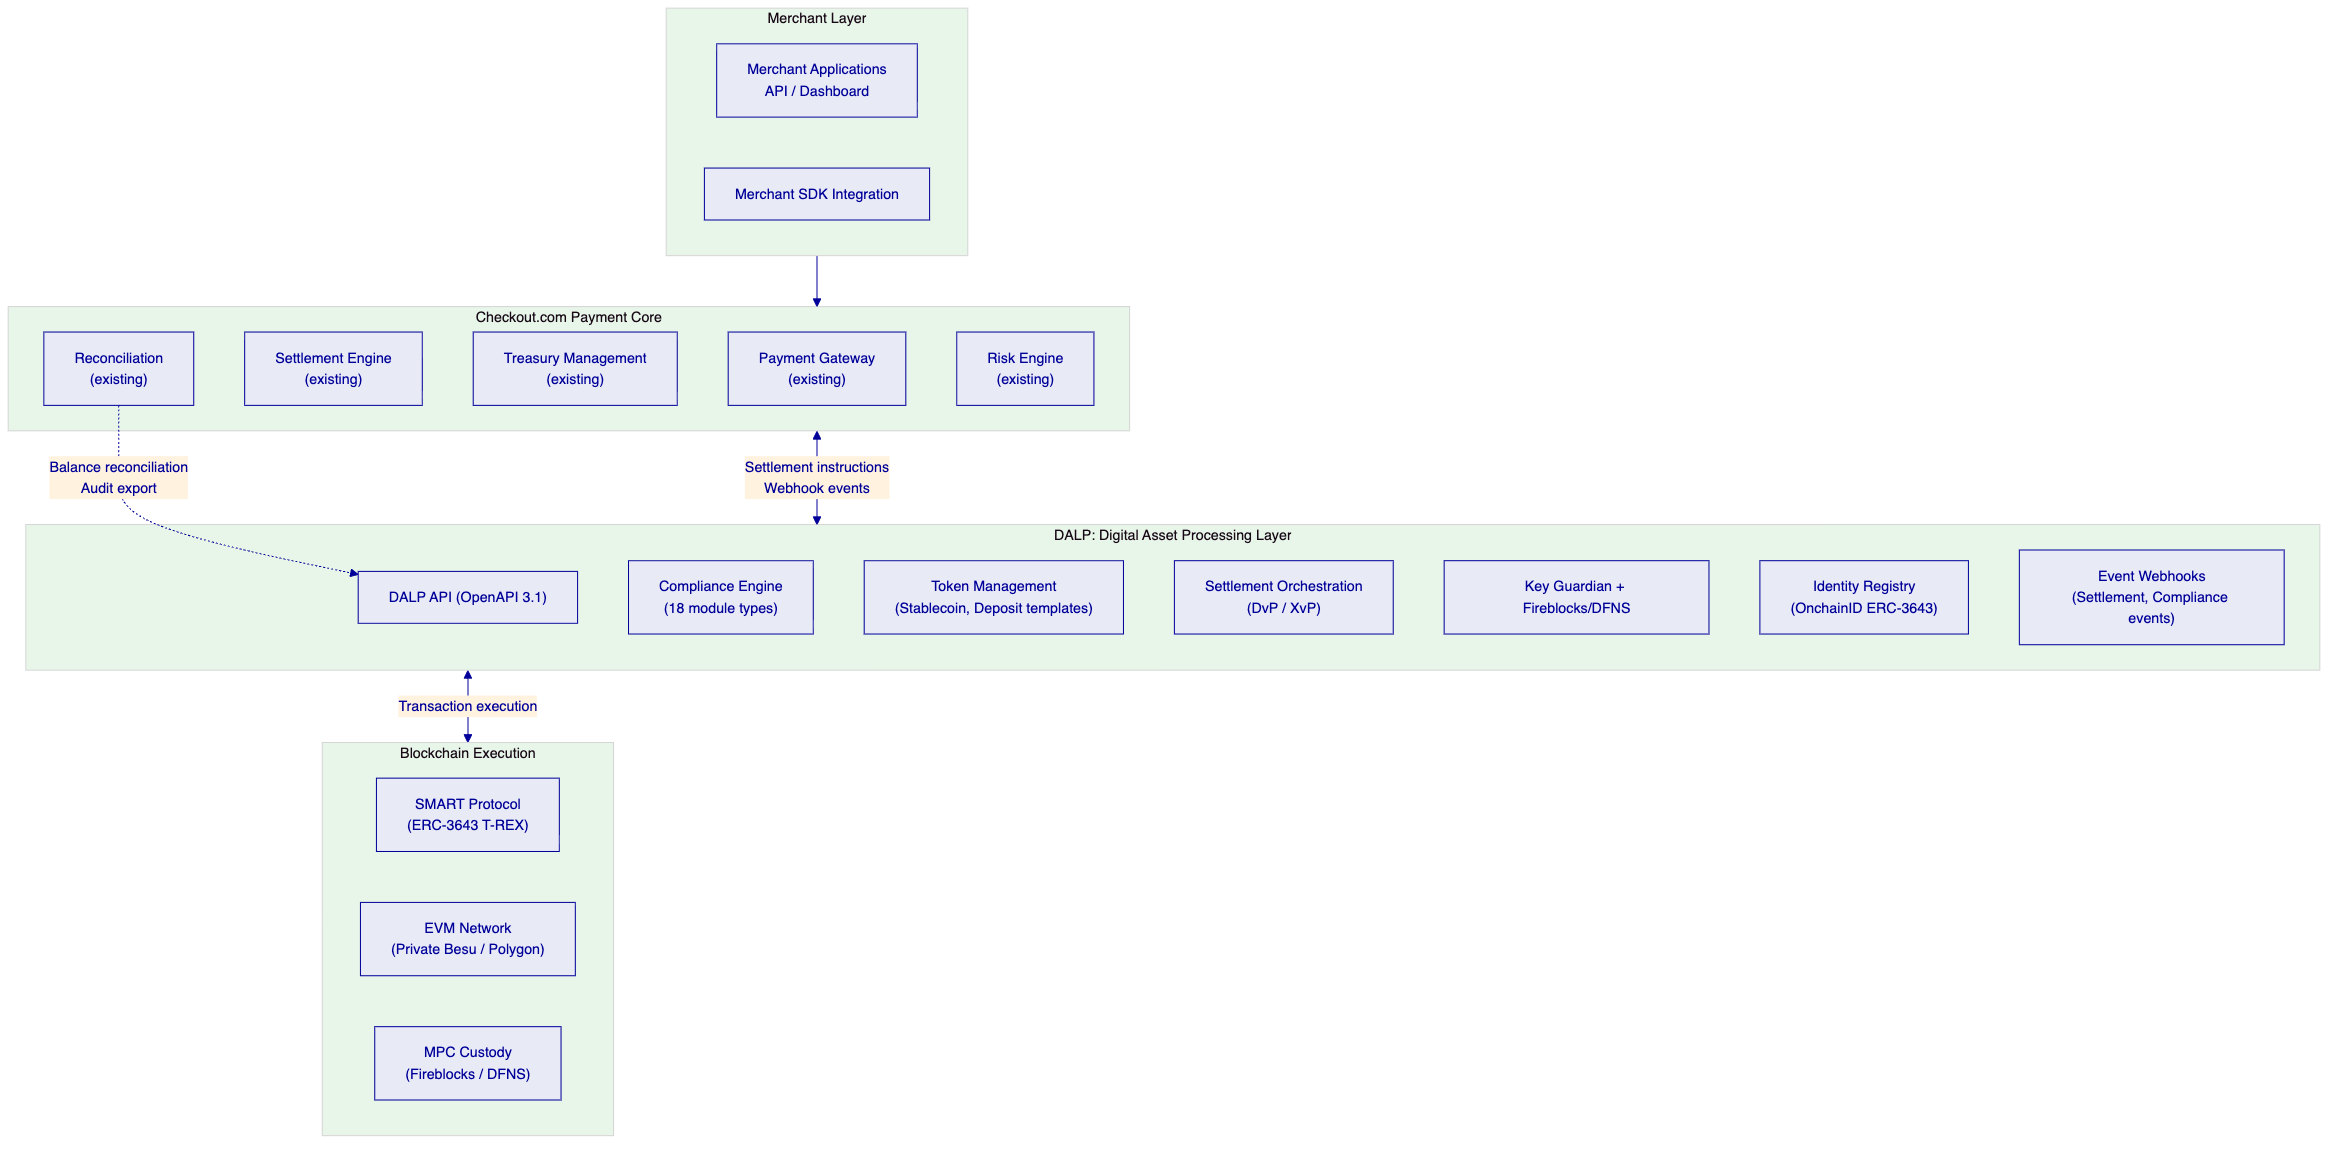 Merchant Layer
Merchant Applications
API / Dashboard
Merchant SDK Integration
Checkout.com Payment Core
Reconciliation
(existing)
Settlement Engine
(existing)
Treasury Management
(existing)
Payment Gateway
(existing)
Risk Engine
(existing)
Balance reconciliation
Audit export
Settlement instructions
Webhook events
DALP: Digital Asset Processing Layer
DALP API (OpenAPI 3.1)
Compliance Engine
(18 module types)
Token Management
(Stablecoin, Deposit templates)
Settlement Orchestration
(DvP / XvP)
Key Guardian +
Fireblocks/DFNS
Identity Registry
(OnchainID ERC-3643)
Event Webhooks
(Settlement, Compliance
events)
Transaction execution
Blockchain Execution
SMART Protocol
(ERC-3643 T-REX)
EVM Network
(Private Besu / Polygon)
MPC Custody
(Fireblocks / DFNS)